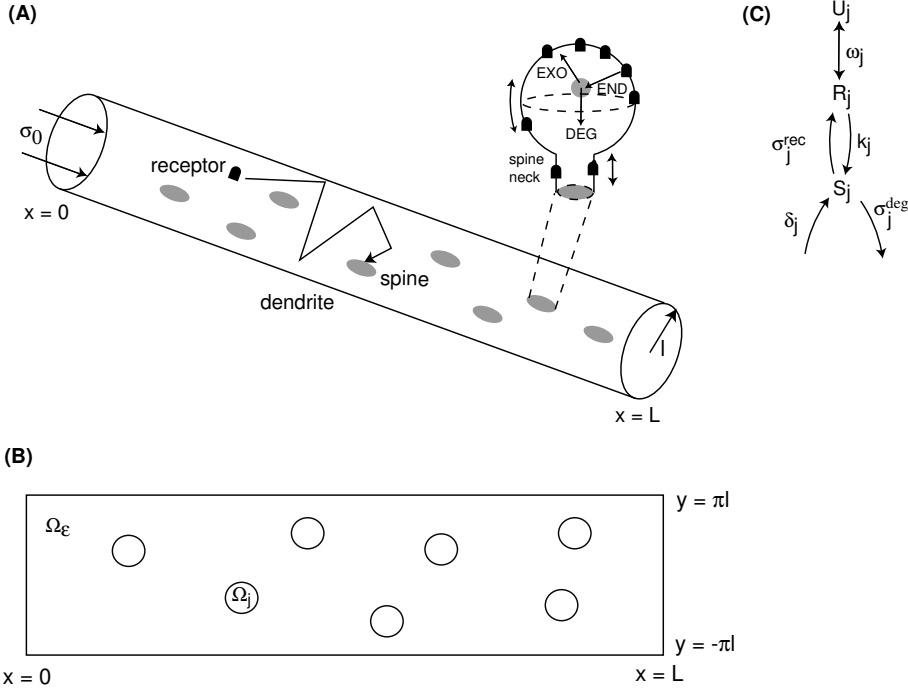 (A)
σ₀
x = 0
receptor
dendrite
spine
EXO
END
DEG
spine
neck
l
x = L
(C)
Uⱼ
ωⱼ
Rⱼ
σⱼʳᵉᶜ
kⱼ
Sⱼ
δⱼ
σⱼᵈᵉᵍ
(B)
Ωε
Ωⱼ
y = πl
y = -πl
x = 0
x = L